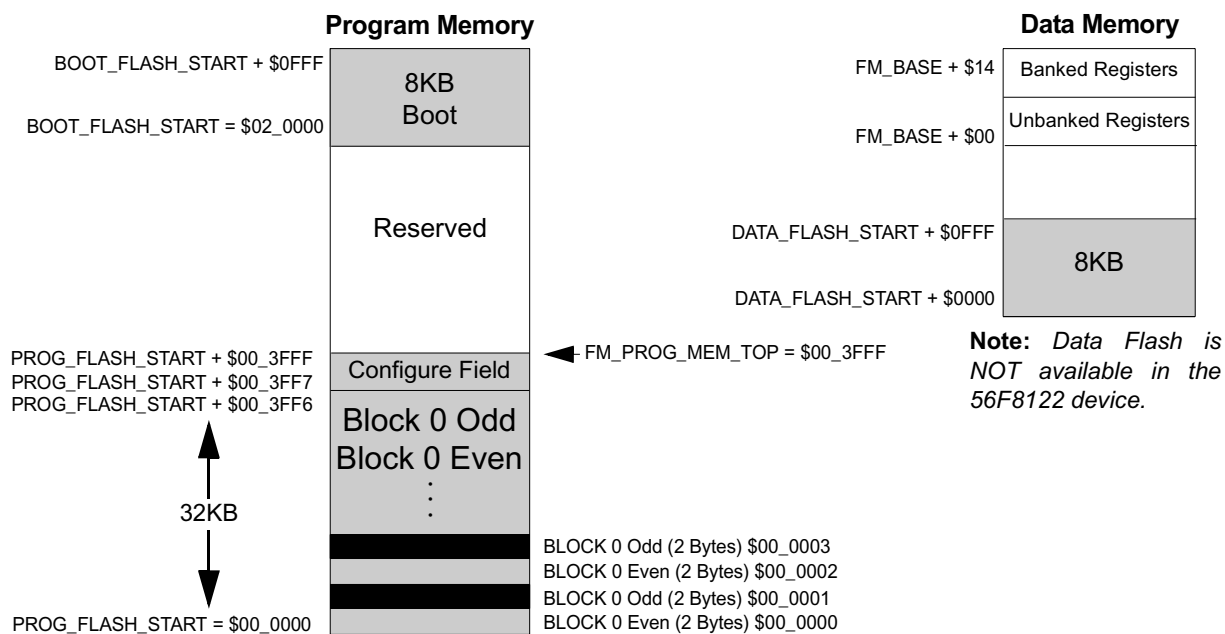 Program Memory
BOOT_FLASH_START + $0FFF
8KB
Boot
BOOT_FLASH_START = $02_0000
Reserved
PROG_FLASH_START + $00_3FFF
FM_PROG_MEM_TOP = $00_3FFF
Configure Field
PROG_FLASH_START + $00_3FF7
PROG_FLASH_START + $00_3FF6
Block 0 Odd
Block 0 Even
32KB
BLOCK 0 Odd (2 Bytes) $00_0003
BLOCK 0 Even (2 Bytes) $00_0002
BLOCK 0 Odd (2 Bytes) $00_0001
PROG_FLASH_START = $00_0000
BLOCK 0 Even (2 Bytes) $00_0000
Data Memory
FM_BASE + $14
Banked Registers
Unbanked Registers
FM_BASE + $00
DATA_FLASH_START + $0FFF
8KB
DATA_FLASH_START + $0000
Note: Data Flash is
NOT available in the
56F8122 device.